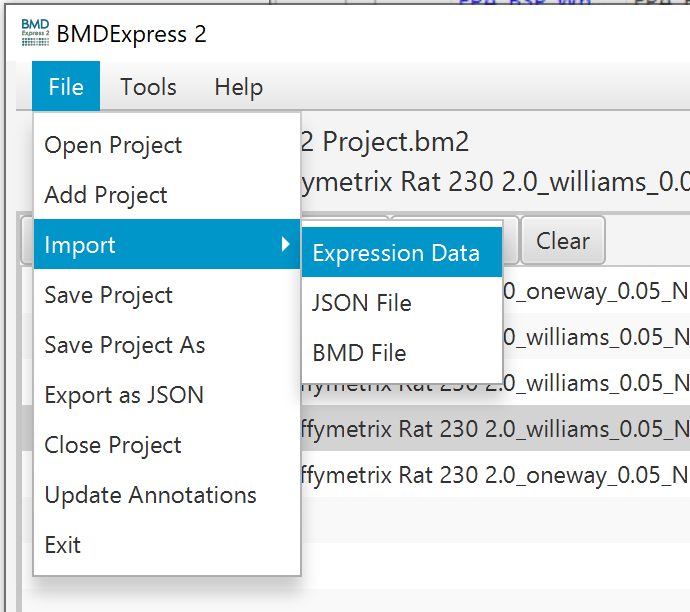 BMD
Express 2
BMDExpress 2
File Tools Help
Open Project
Add Project
Import
Save Project
Save Project As
Export as JSON
Close Project
Update Annotations
Exit
2 Project.bm2
ymetrix Rat 230 2.0_williams_0.0
Clear
Expression Data
JSON File
BMD File
.0_oneway_0.05_N
.0_williams_0.05_N
ffymetrix Rat 230 2.0_williams_0.05_N
ffymetrix Rat 230 2.0_williams_0.05_N
ffymetrix Rat 230 2.0_oneway_0.05_N